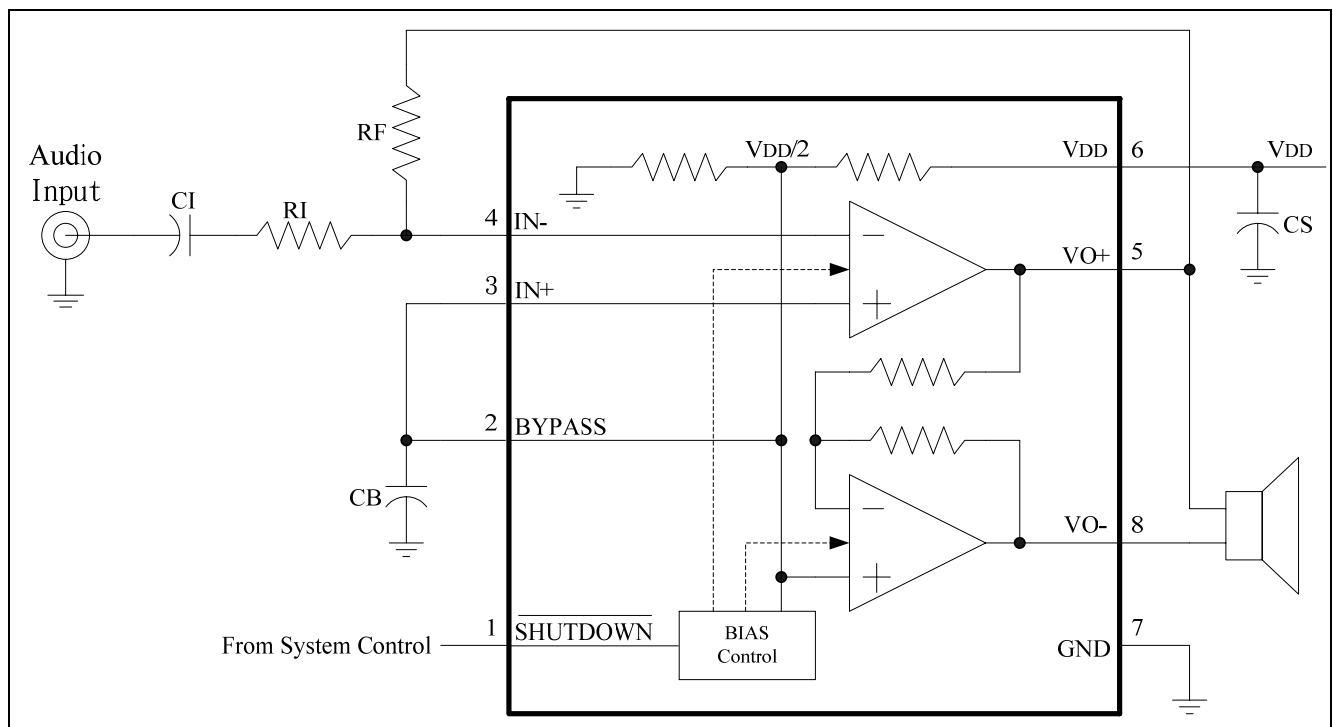 RF
VDD/2
VDD
6
VDD
Audio
Input
CI
RI
4
IN-
CS
VO+
5
3
IN+
2
BYPASS
CB
VO-
8
1
SHUTDOWN
BIAS
Control
From System Control
7
GND